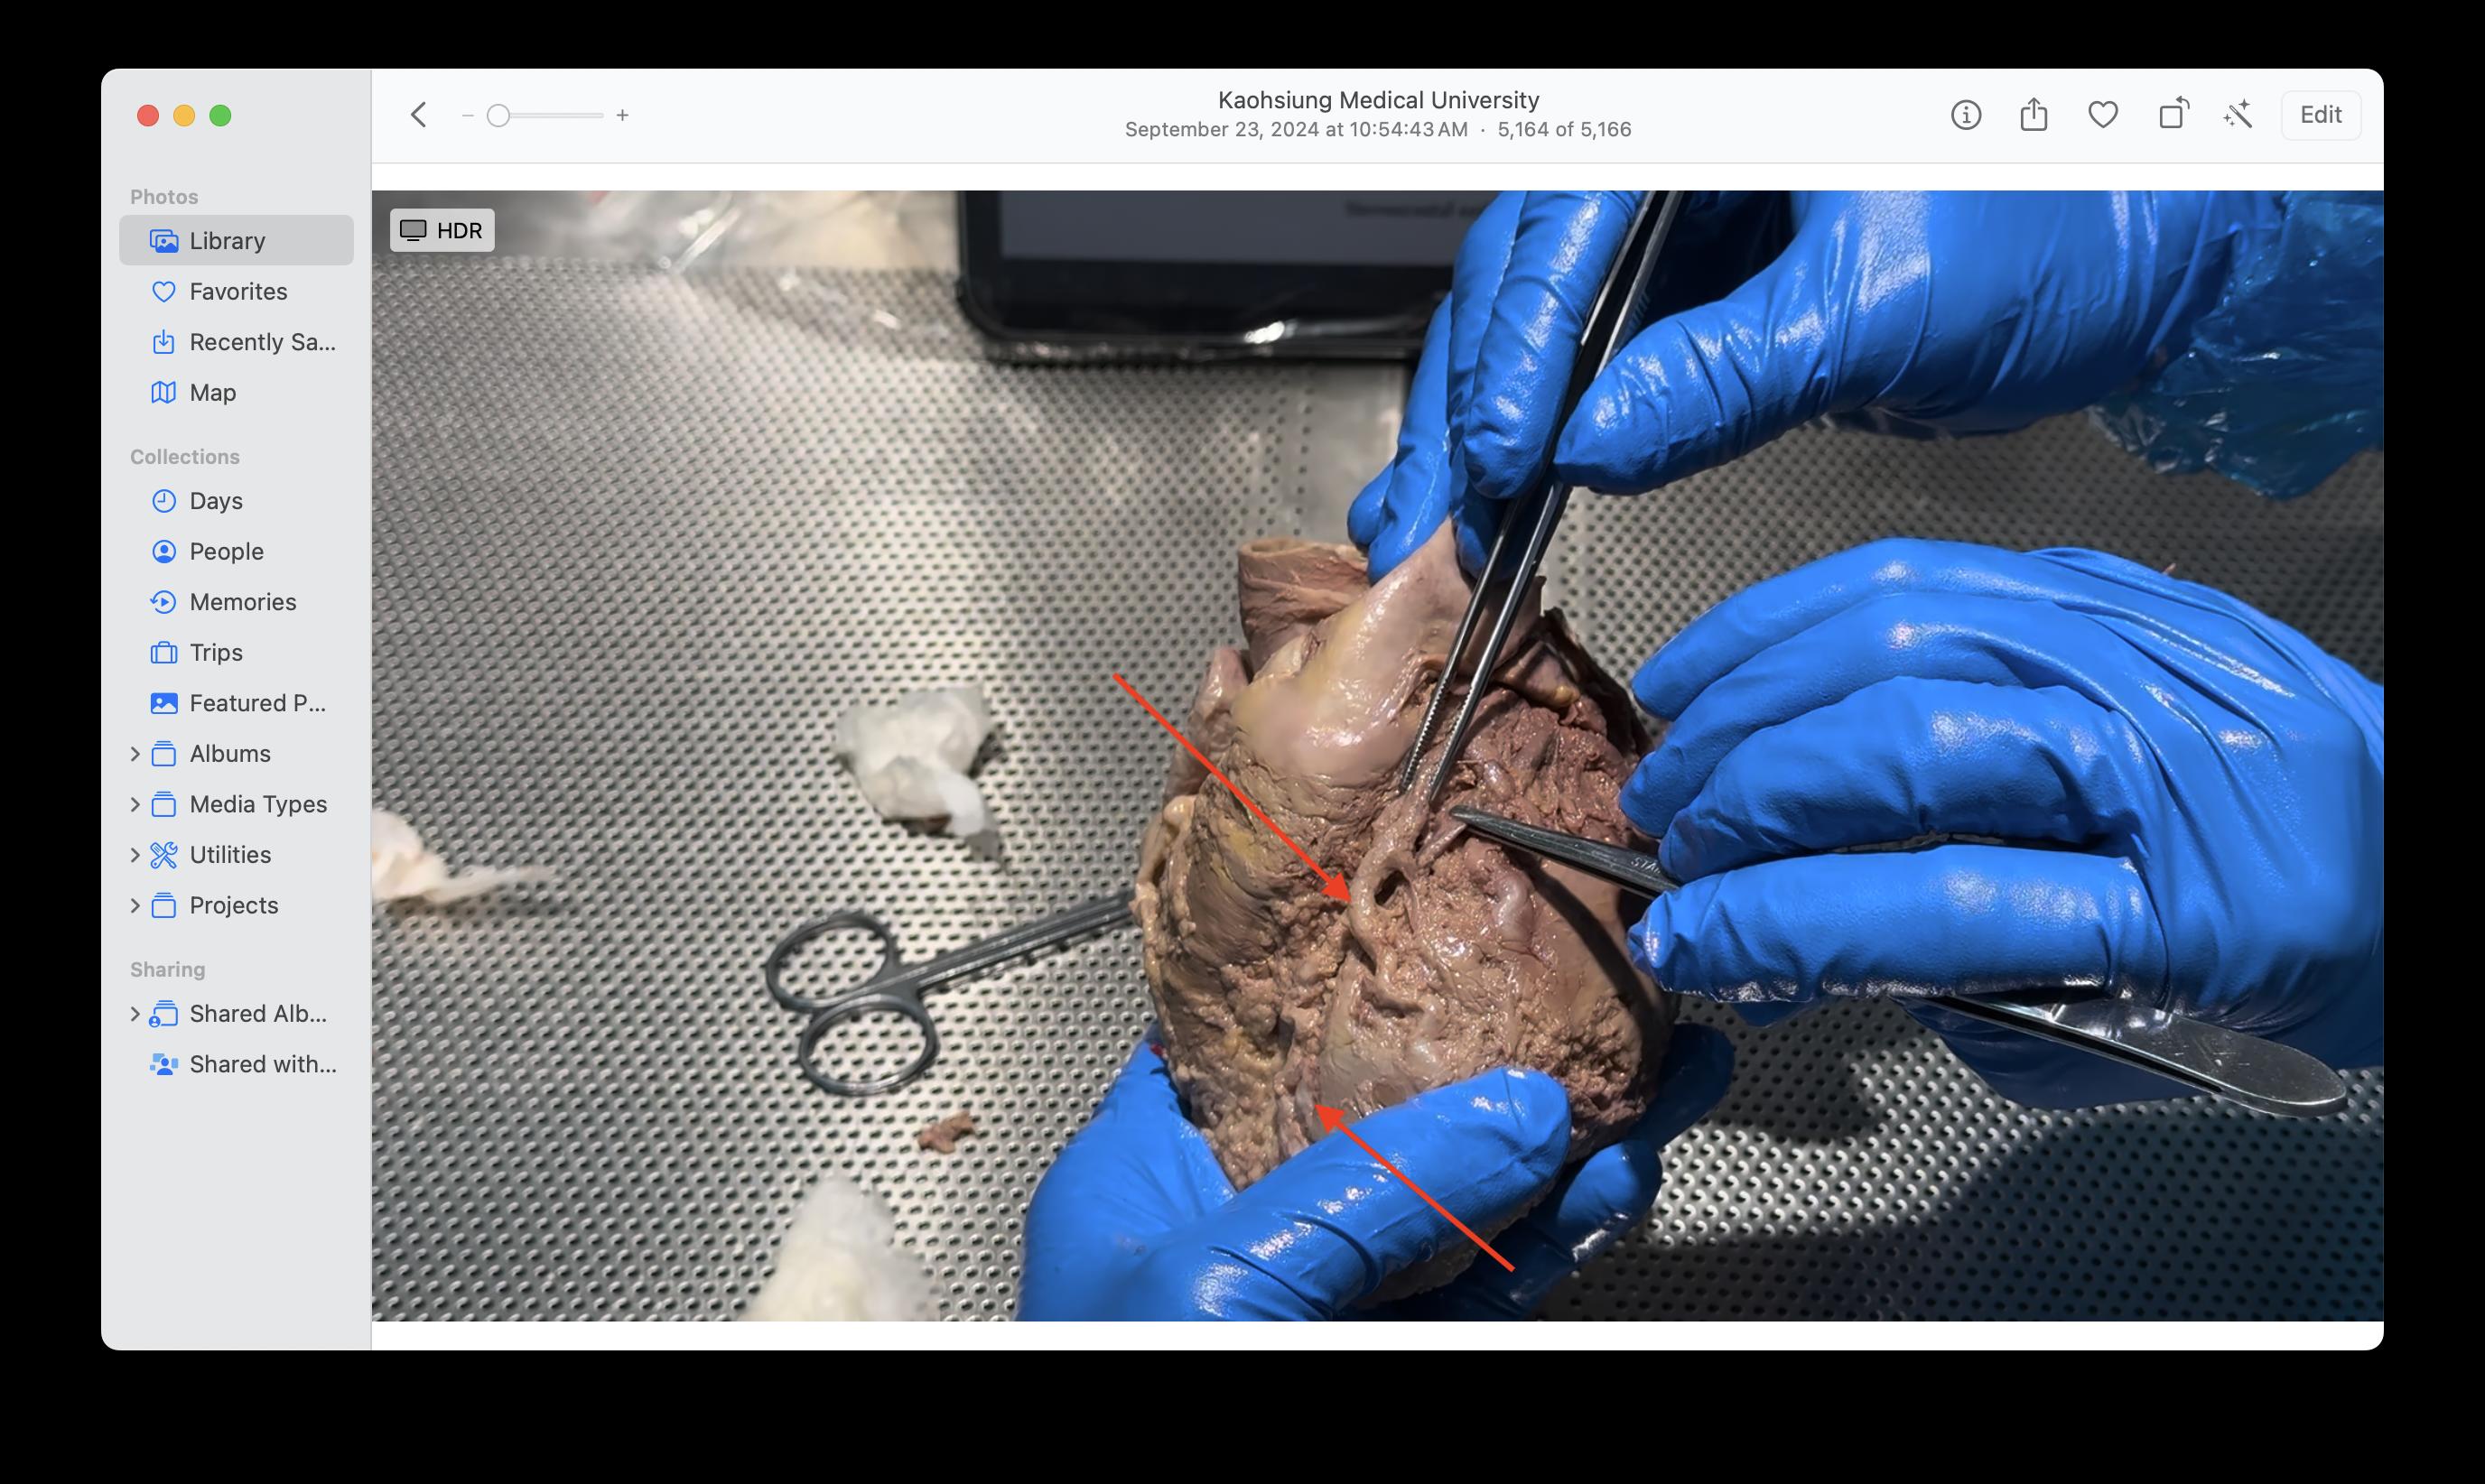 Kaohsiung Medical University
September 23, 2024 at 10:54:43 AM · 5,164 of 5,166
Edit
Photos
Library
Favorites
Recently Sa...
Map
Collections
Days
People
Memories
Trips
Featured P...
Albums
Media Types
Utilities
Projects
Sharing
Shared Alb...
Shared with...
HDR